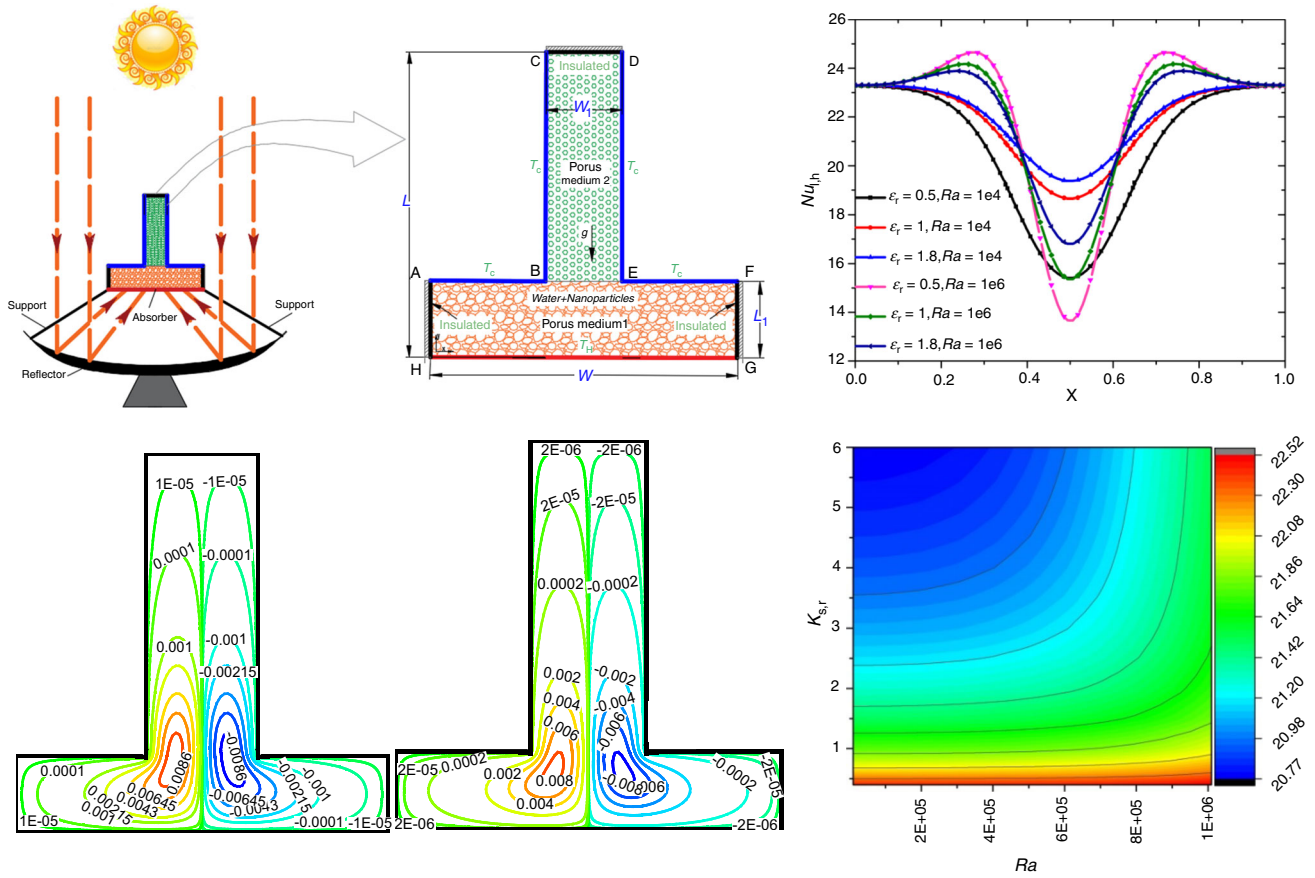 Support
Support
Absorber
Reflector
C
D
Insulated
W1
Tc
Tc
Porus
medium 2
L
g
A
Tc
B
E
Tc
F
Water+Nanoparticles
Insulated
Porus medium1
Insulated
L1
TH
H
G
W
26
24
22
20
18
16
14
12
Nul,h
εr = 0.5, Ra = 1e4
εr = 1, Ra = 1e4
εr = 1.8, Ra = 1e4
εr = 0.5, Ra = 1e6
εr = 1, Ra = 1e6
εr = 1.8, Ra = 1e6
0.0 0.2 0.4 0.6 0.8 1.0
X
1E-05 -1E-05
0.0001 -0.0001
0.001 -0.001
-0.00215
0.0086 -0.0086
0.0001 -0.00215 -0.001
0.00645 -0.00645
0.0043 -0.0043
0.00215
0.001
1E-05 -0.0001 -1E-05
2E-06 -2E-06
2E-05 -2E-05
0.0002 -0.0002
0.002 -0.002
0.004 -0.004
0.006 -0.006
2E-05 0.0002 -0.0002 -2E-05
0.002 0.008 -0.008
0.004
2E-06 -2E-06
6
5
4
3
2
1
Ks,r
2E+05 4E+05 6E+05 8E+05 1E+06
Ra
22.52
22.30
22.08
21.86
21.64
21.42
21.20
20.98
20.77